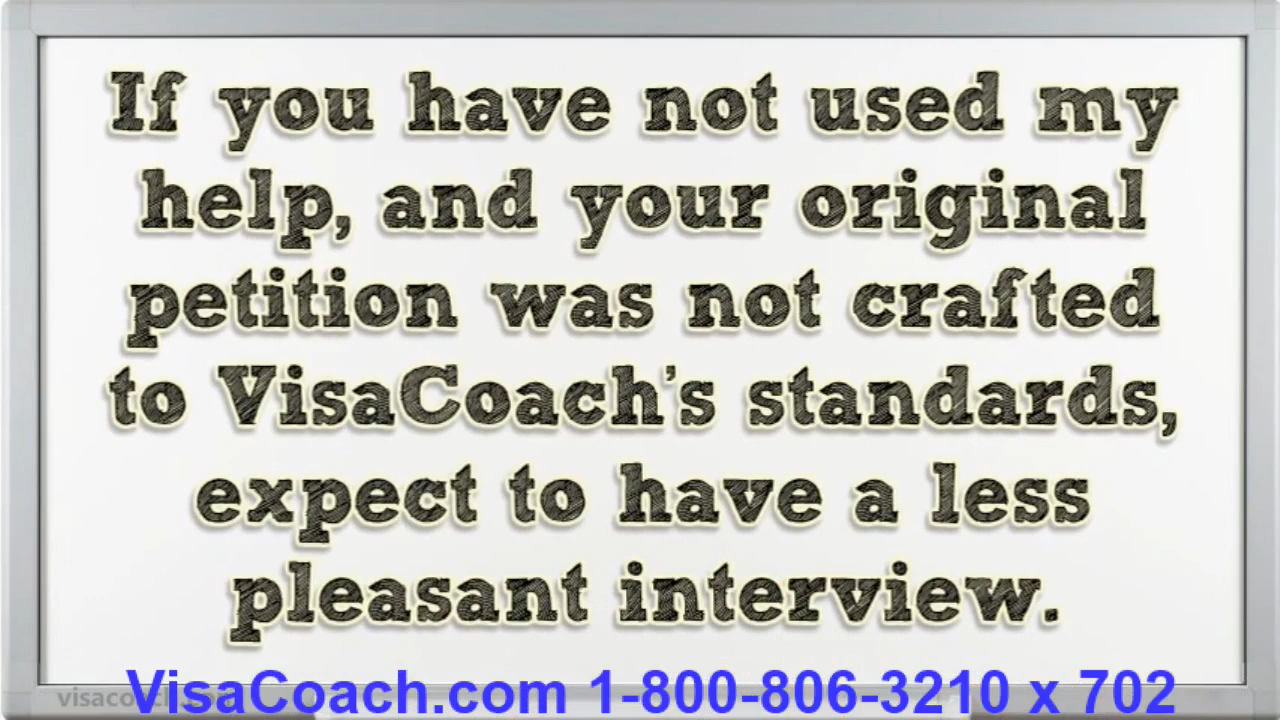 If you have not used my
help, and your original
petition was not crafted
to VisaCoach's standards,
expect to have a less
pleasant interview.
VisaCoach.com 1-800-806-3210 x 702